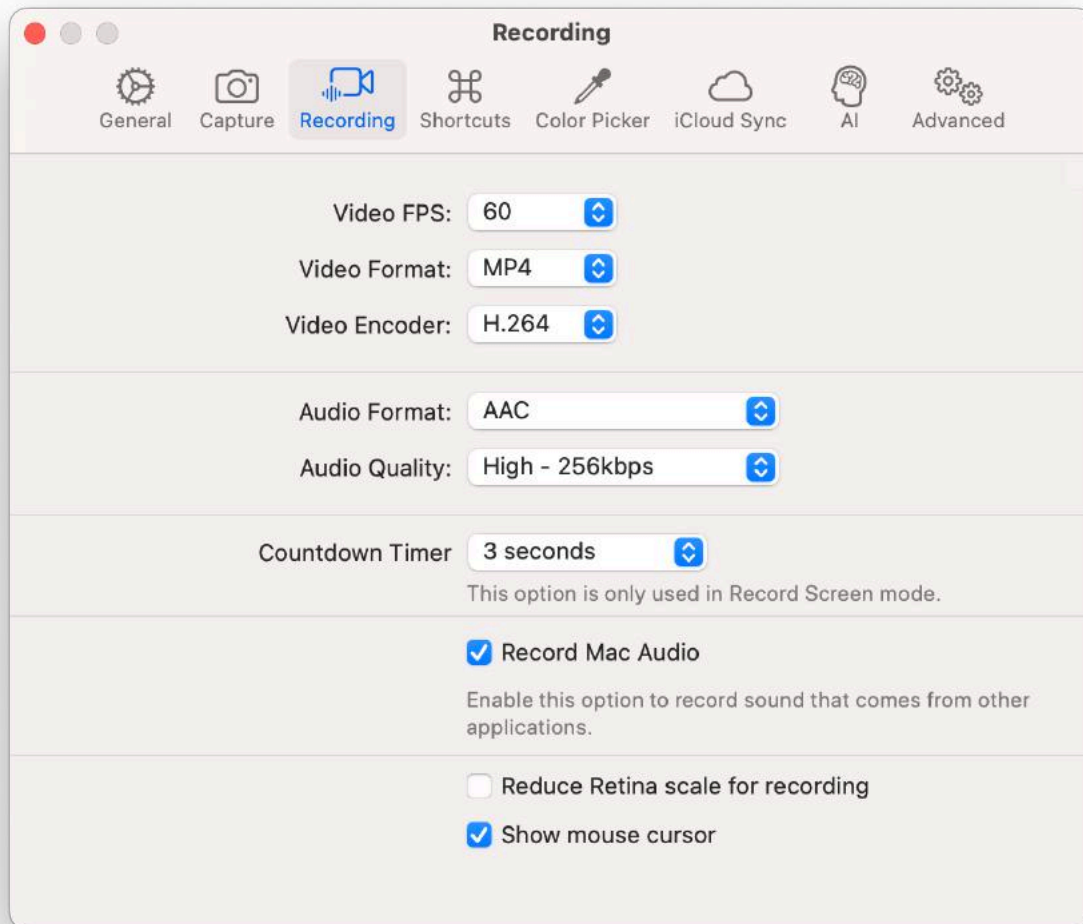 Recording
General Capture Recording Shortcuts Color Picker iCloud Sync AI Advanced
Video FPS: 60
Video Format: MP4
Video Encoder: H.264
Audio Format: AAC
Audio Quality: High - 256kbps
Countdown Timer 3 seconds
This option is only used in Record Screen mode.
Record Mac Audio
Enable this option to record sound that comes from other
applications.
Reduce Retina scale for recording
Show mouse cursor